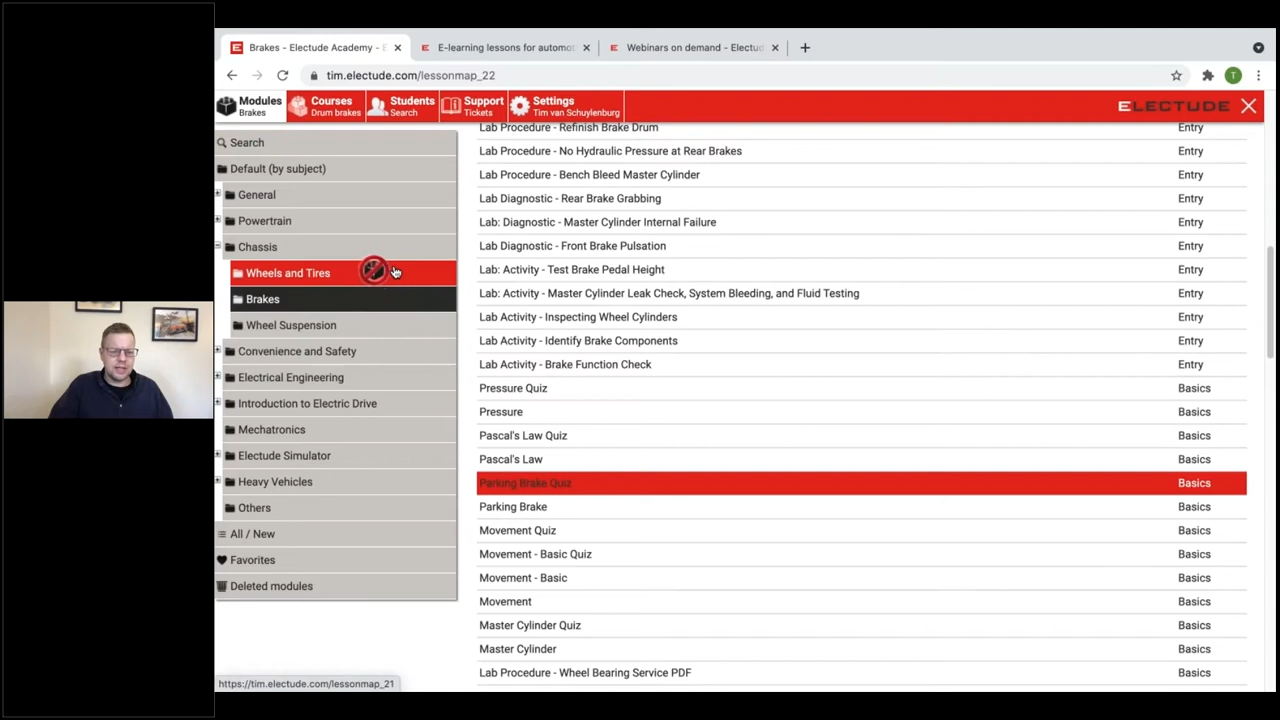 Brakes - Electude Academy - E
E-learning lessons for automo
Webinars on demand - Electud
tim.electude.com/lessonmap_22
T
Modules
Brakes
Courses
Drum brakes
Students
Search
Support
Tickets
Settings
Tim van Schuylenburg
ELECTUDE
Search
Default (by subject)
General
Powertrain
Chassis
Wheels and Tires
Brakes
Wheel Suspension
Convenience and Safety
Electrical Engineering
Introduction to Electric Drive
Mechatronics
Electude Simulator
Heavy Vehicles
Others
All / New
Favorites
Deleted modules
Lab Procedure - Refinish Brake Drum Entry
Lab Procedure - No Hydraulic Pressure at Rear Brakes Entry
Lab Procedure - Bench Bleed Master Cylinder Entry
Lab Diagnostic - Rear Brake Grabbing Entry
Lab: Diagnostic - Master Cylinder Internal Failure Entry
Lab Diagnostic - Front Brake Pulsation Entry
Lab: Activity - Test Brake Pedal Height Entry
Lab: Activity - Master Cylinder Leak Check, System Bleeding, and Fluid Testing Entry
Lab Activity - Inspecting Wheel Cylinders Entry
Lab Activity - Identify Brake Components Entry
Lab Activity - Brake Function Check Entry
Pressure Quiz Basics
Pressure Basics
Pascal's Law Quiz Basics
Pascal's Law Basics
Parking Brake Quiz Basics
Parking Brake Basics
Movement Quiz Basics
Movement - Basic Quiz Basics
Movement - Basic Basics
Movement Basics
Master Cylinder Quiz Basics
Master Cylinder Basics
Lab Procedure - Wheel Bearing Service PDF Basics
https://tim.electude.com/lessonmap_21